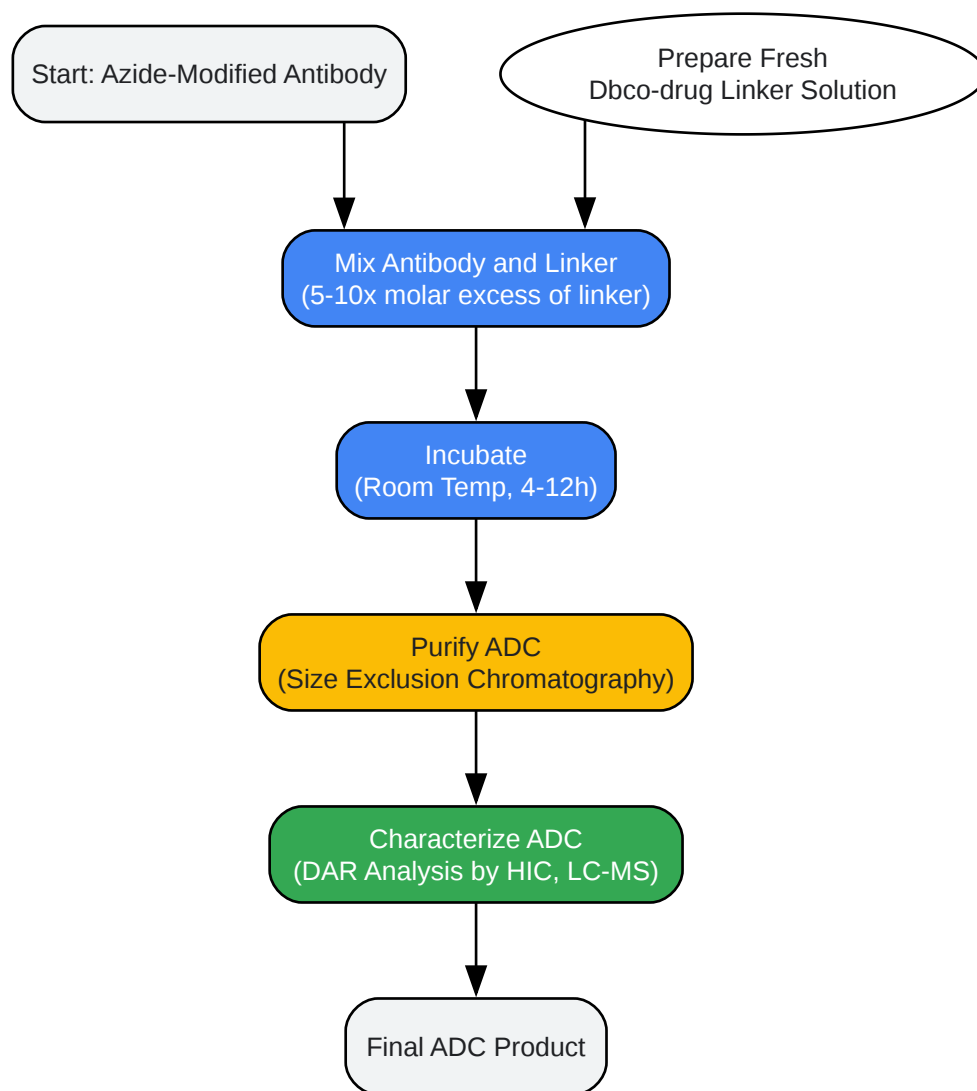 Start: Azide-Modified Antibody
Prepare Fresh
Dbco-drug Linker Solution
Mix Antibody and Linker
(5-10x molar excess of linker)
Incubate
(Room Temp, 4-12h)
Purify ADC
(Size Exclusion Chromatography)
Characterize ADC
(DAR Analysis by HIC, LC-MS)
Final ADC Product